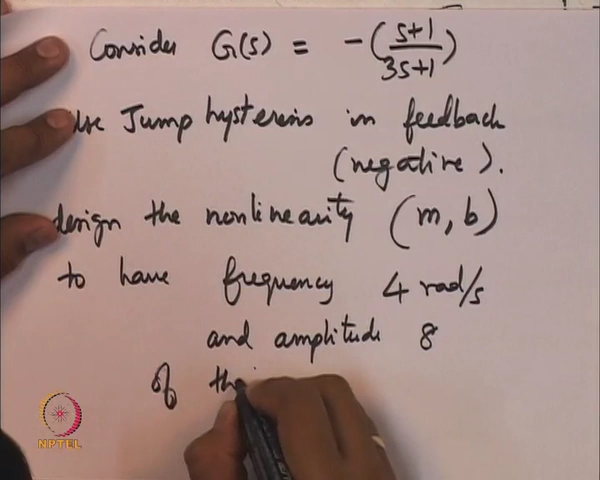 Consider G(s) = -(s+1/3s+1)
Use Jump hysteresis in feedback
(negative).
design the nonlinearity (m, b)
to have frequency 4 rad/s
and amplitude 8
of
NPTEL